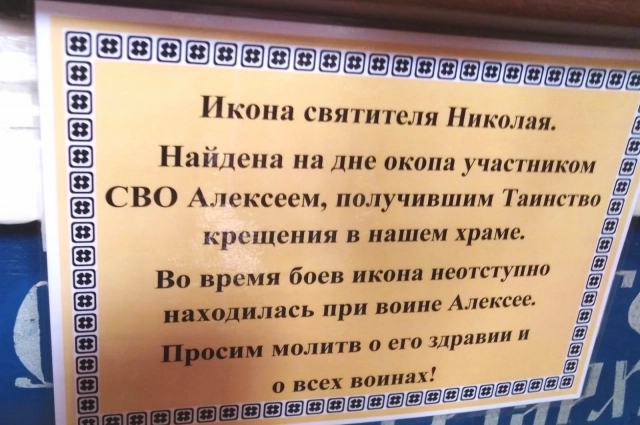 Икона святителя Николая.
Найдена на дне окопа участником
СВО Алексеем, получившим Таинство
крещения в нашем храме.
Во время боев икона неотступно
находилась при воине Алексее.
Просим молитв о его здравии и
о всех воинах!